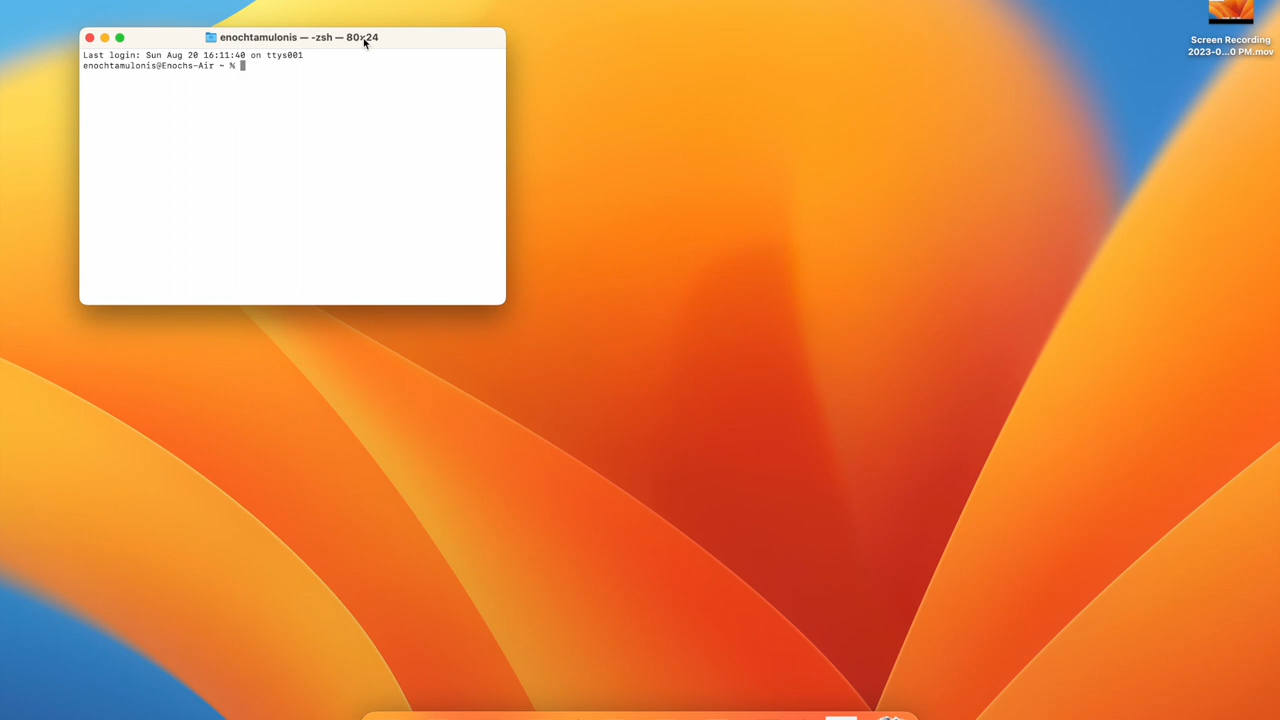 enochtamulonis — -zsh — 80×24
Last login: Sun Aug 20 16:11:40 on ttys001
enochtamulonis@Enochs-Air ~ %
Screen Recording
2023-0...0 PM.mov